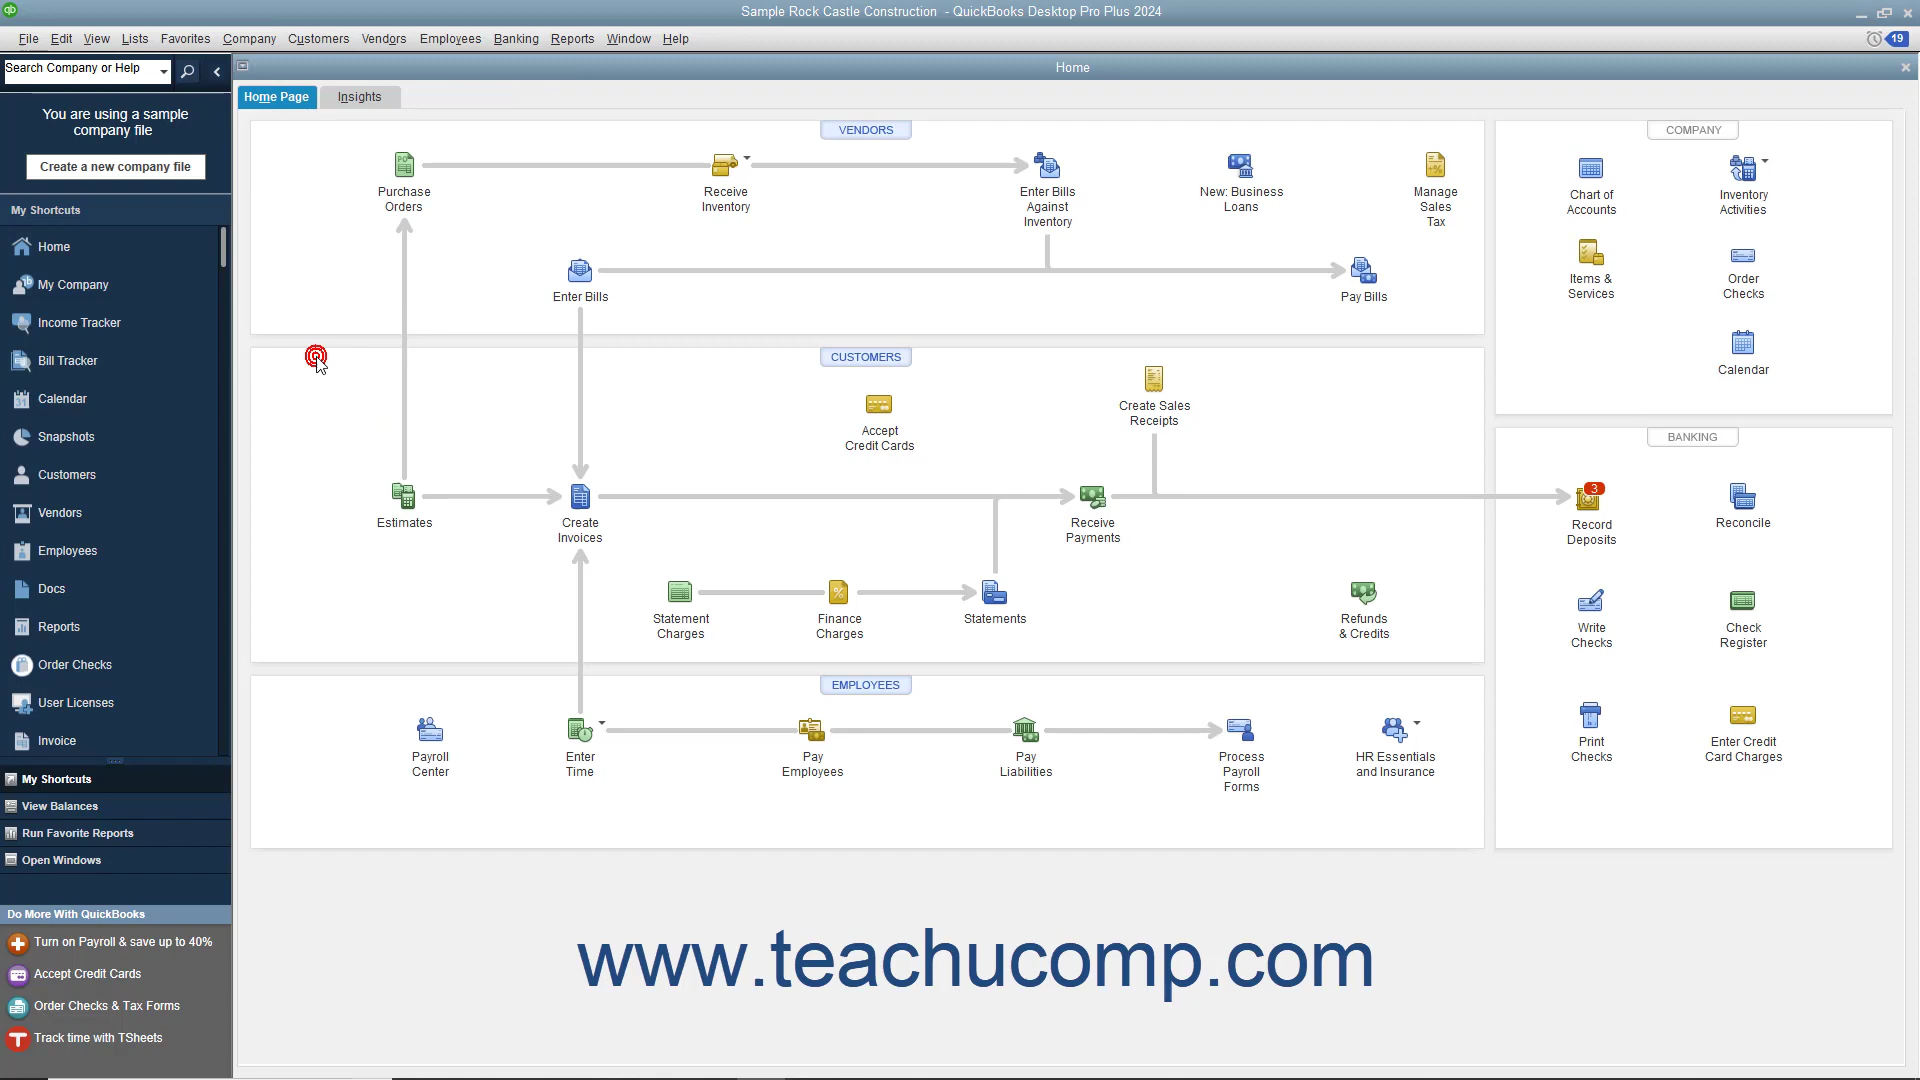 Sample Rock Castle Construction - QuickBooks Desktop Pro Plus 2024
File Edit View Lists Favorites Company Customers Vendors Employees Banking Reports Window Help
19
Search Company or Help
Home
You are using a sample
company file
Create a new company file
My Shortcuts
Home
My Company
Income Tracker
Bill Tracker
Calendar
Snapshots
Customers
Vendors
Employees
Docs
Reports
Order Checks
User Licenses
Invoice
My Shortcuts
View Balances
Run Favorite Reports
Open Windows
Do More With QuickBooks
Turn on Payroll & save up to 40%
Accept Credit Cards
Order Checks & Tax Forms
Track time with TSheets
Home Page
Insights
VENDORS
Purchase
Orders
Receive
Inventory
Enter Bills
Against
Inventory
New: Business
Loans
Manage
Sales
Tax
Enter Bills
Pay Bills
CUSTOMERS
Accept
Credit Cards
Create Sales
Receipts
Estimates
Create
Invoices
Receive
Payments
Statement
Charges
Finance
Charges
Statements
Refunds
& Credits
EMPLOYEES
Payroll
Center
Enter
Time
Pay
Employees
Pay
Liabilities
Process
Payroll
Forms
HR Essentials
and Insurance
COMPANY
Chart of
Accounts
Inventory
Activities
Items &
Services
Order
Checks
Calendar
BANKING
3
Record
Deposits
Reconcile
Write
Checks
Check
Register
Print
Checks
Enter Credit
Card Charges
www.teachucomp.com